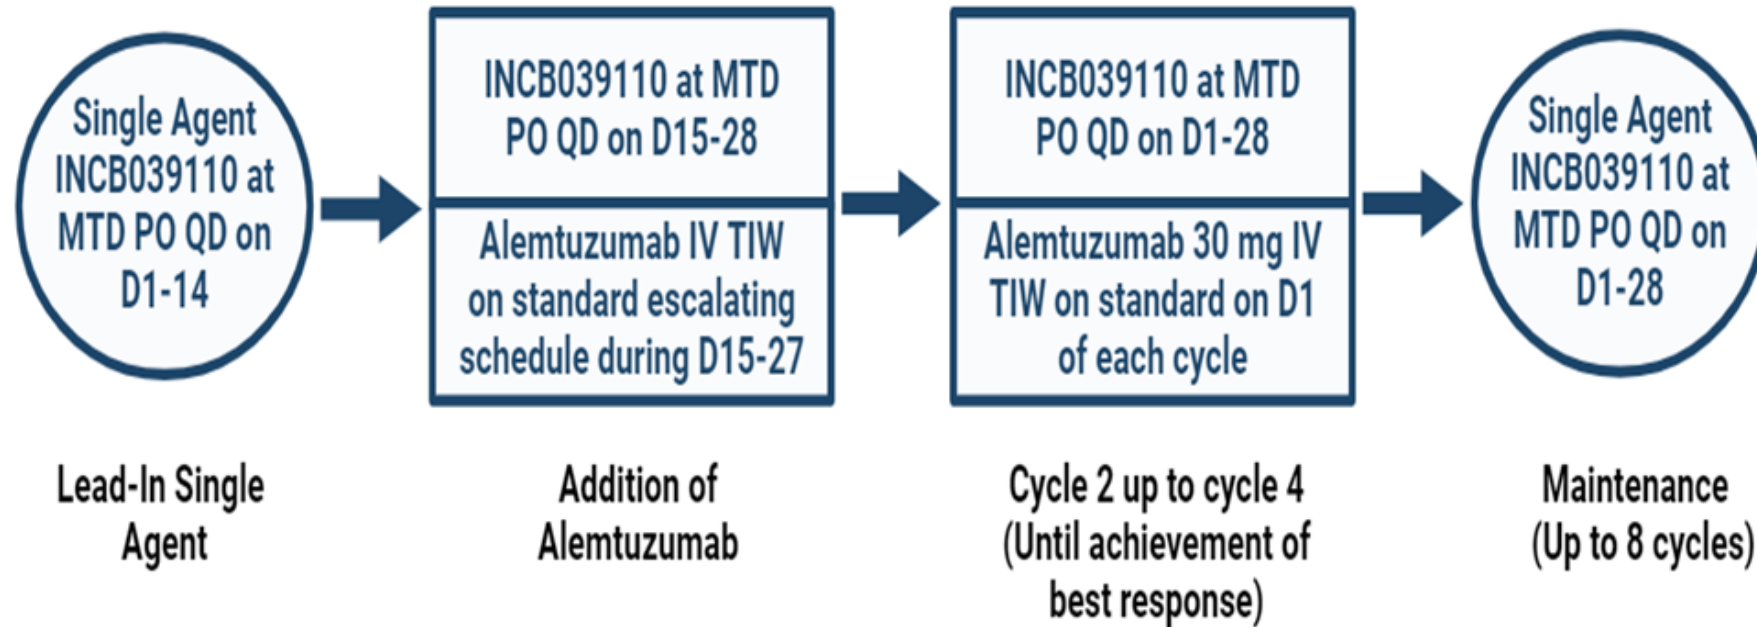 Single Agent
INCB039110 at
MTD PO QD on
D1-14
INCB039110 at MTD
PO QD on D15-28
Alemtuzumab IV TIW
on standard escalating
schedule during D15-27
INCB039110 at MTD
PO QD on D1-28
Alemtuzumab 30 mg IV
TIW on standard on D1
of each cycle
Single Agent
INCB039110 at
MTD PO QD on
D1-28
Lead-In Single
Agent
Addition of
Alemtuzumab
Cycle 2 up to cycle 4
(Until achievement of
best response)
Maintenance
(Up to 8 cycles)